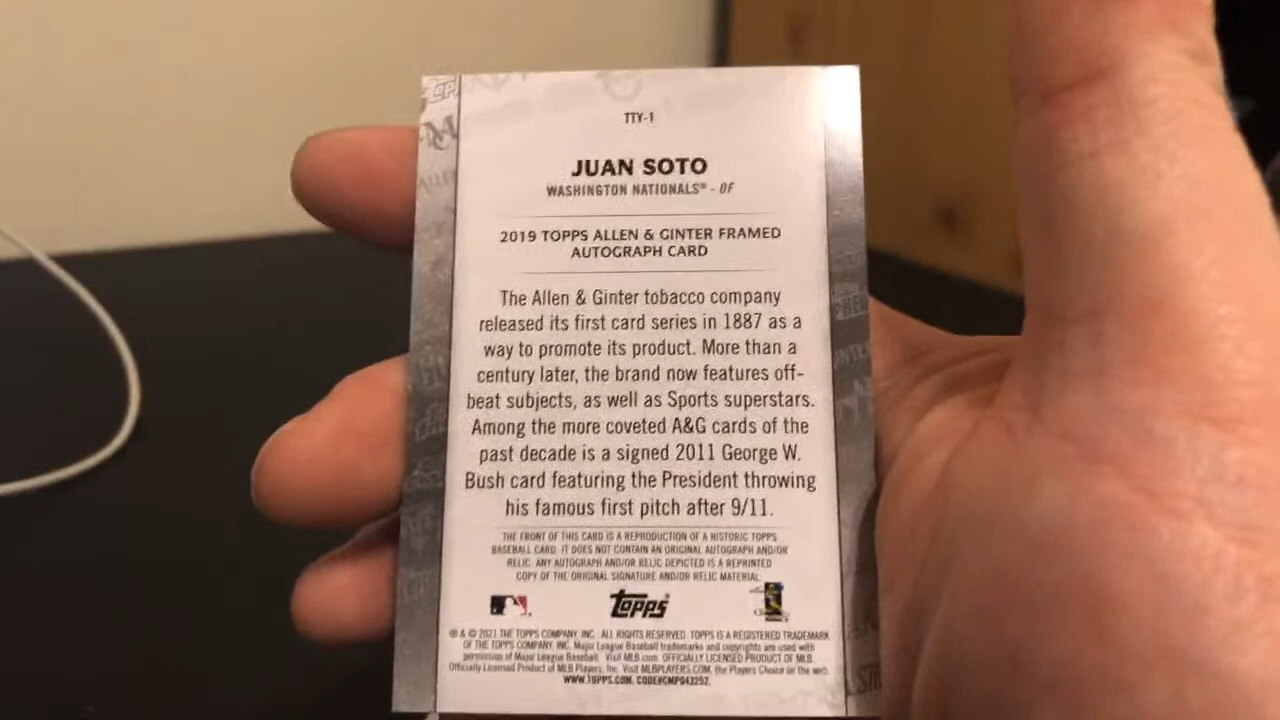 TTY-1
JUAN SOTO
WASHINGTON NATIONALS® - OF
2019 TOPPS ALLEN & GINTER FRAMED
AUTOGRAPH CARD
The Allen & Ginter tobacco company
released its first card series in 1887 as a
way to promote its product. More than a
century later, the brand now features off-
beat subjects, as well as Sports superstars.
Among the more coveted A&G cards of the
past decade is a signed 2011 George W.
Bush card featuring the President throwing
his famous first pitch after 9/11.
THE FRONT OF THIS CARD IS A REPRODUCTION OF A HISTORIC TOPPS
BASEBALL CARD. IT DOES NOT CONTAIN AN ORIGINAL AUTOGRAPH AND/OR
RELIC. ANY AUTOGRAPH AND/OR RELIC DEPICTED IS A REPRINTED
COPY OF THE ORIGINAL SIGNATURE AND/OR RELIC MATERIAL.
topps
® & © 2021 THE TOPPS COMPANY, INC. ALL RIGHTS RESERVED. TOPPS IS A REGISTERED TRADEMARK
OF THE TOPPS COMPANY, INC. Major League Baseball trademarks and copyrights are used with
permission of Major League Baseball. Visit MLB.com. OFFICIALLY LICENSED PRODUCT OF MLB
Officially Licensed Product of MLB Players, Inc. Visit MLBPLAYERS.COM, the Players Choice on the web.
WWW.TOPPS.COM. CODE#CMP043252